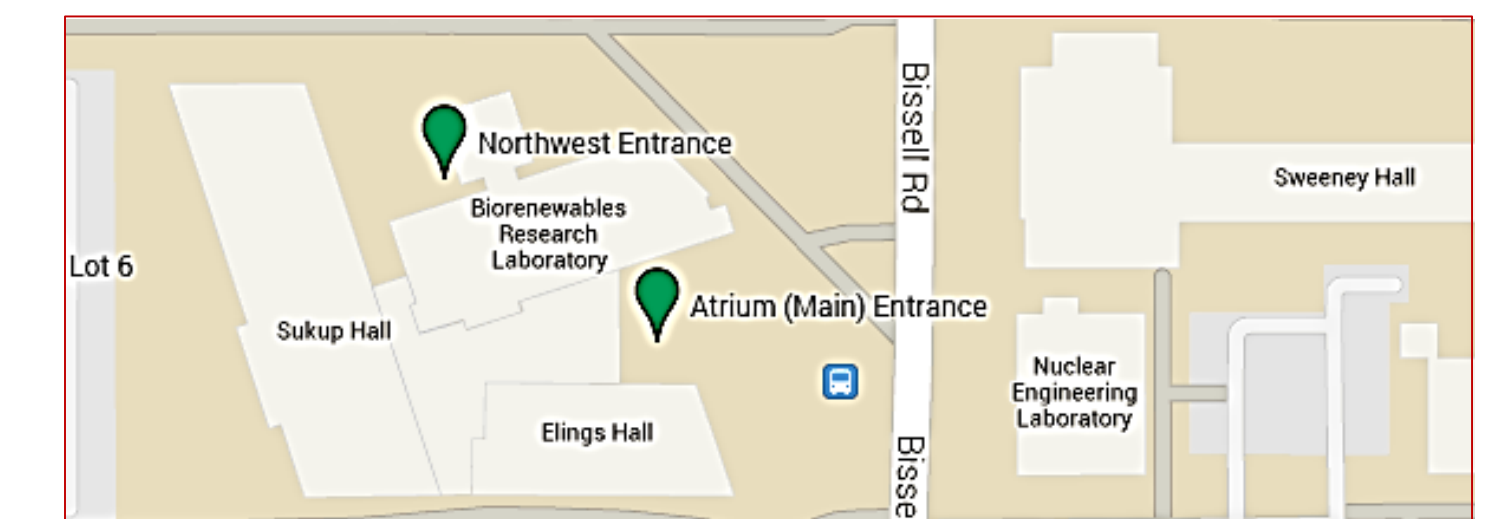 Bissell Rd
Northwest Entrance
Sweeney Hall
Biorenewables
Research
Laboratory
Lot 6
Atrium (Main) Entrance
Sukup Hall
Nuclear
Engineering
Laboratory
Elings Hall
Bisse